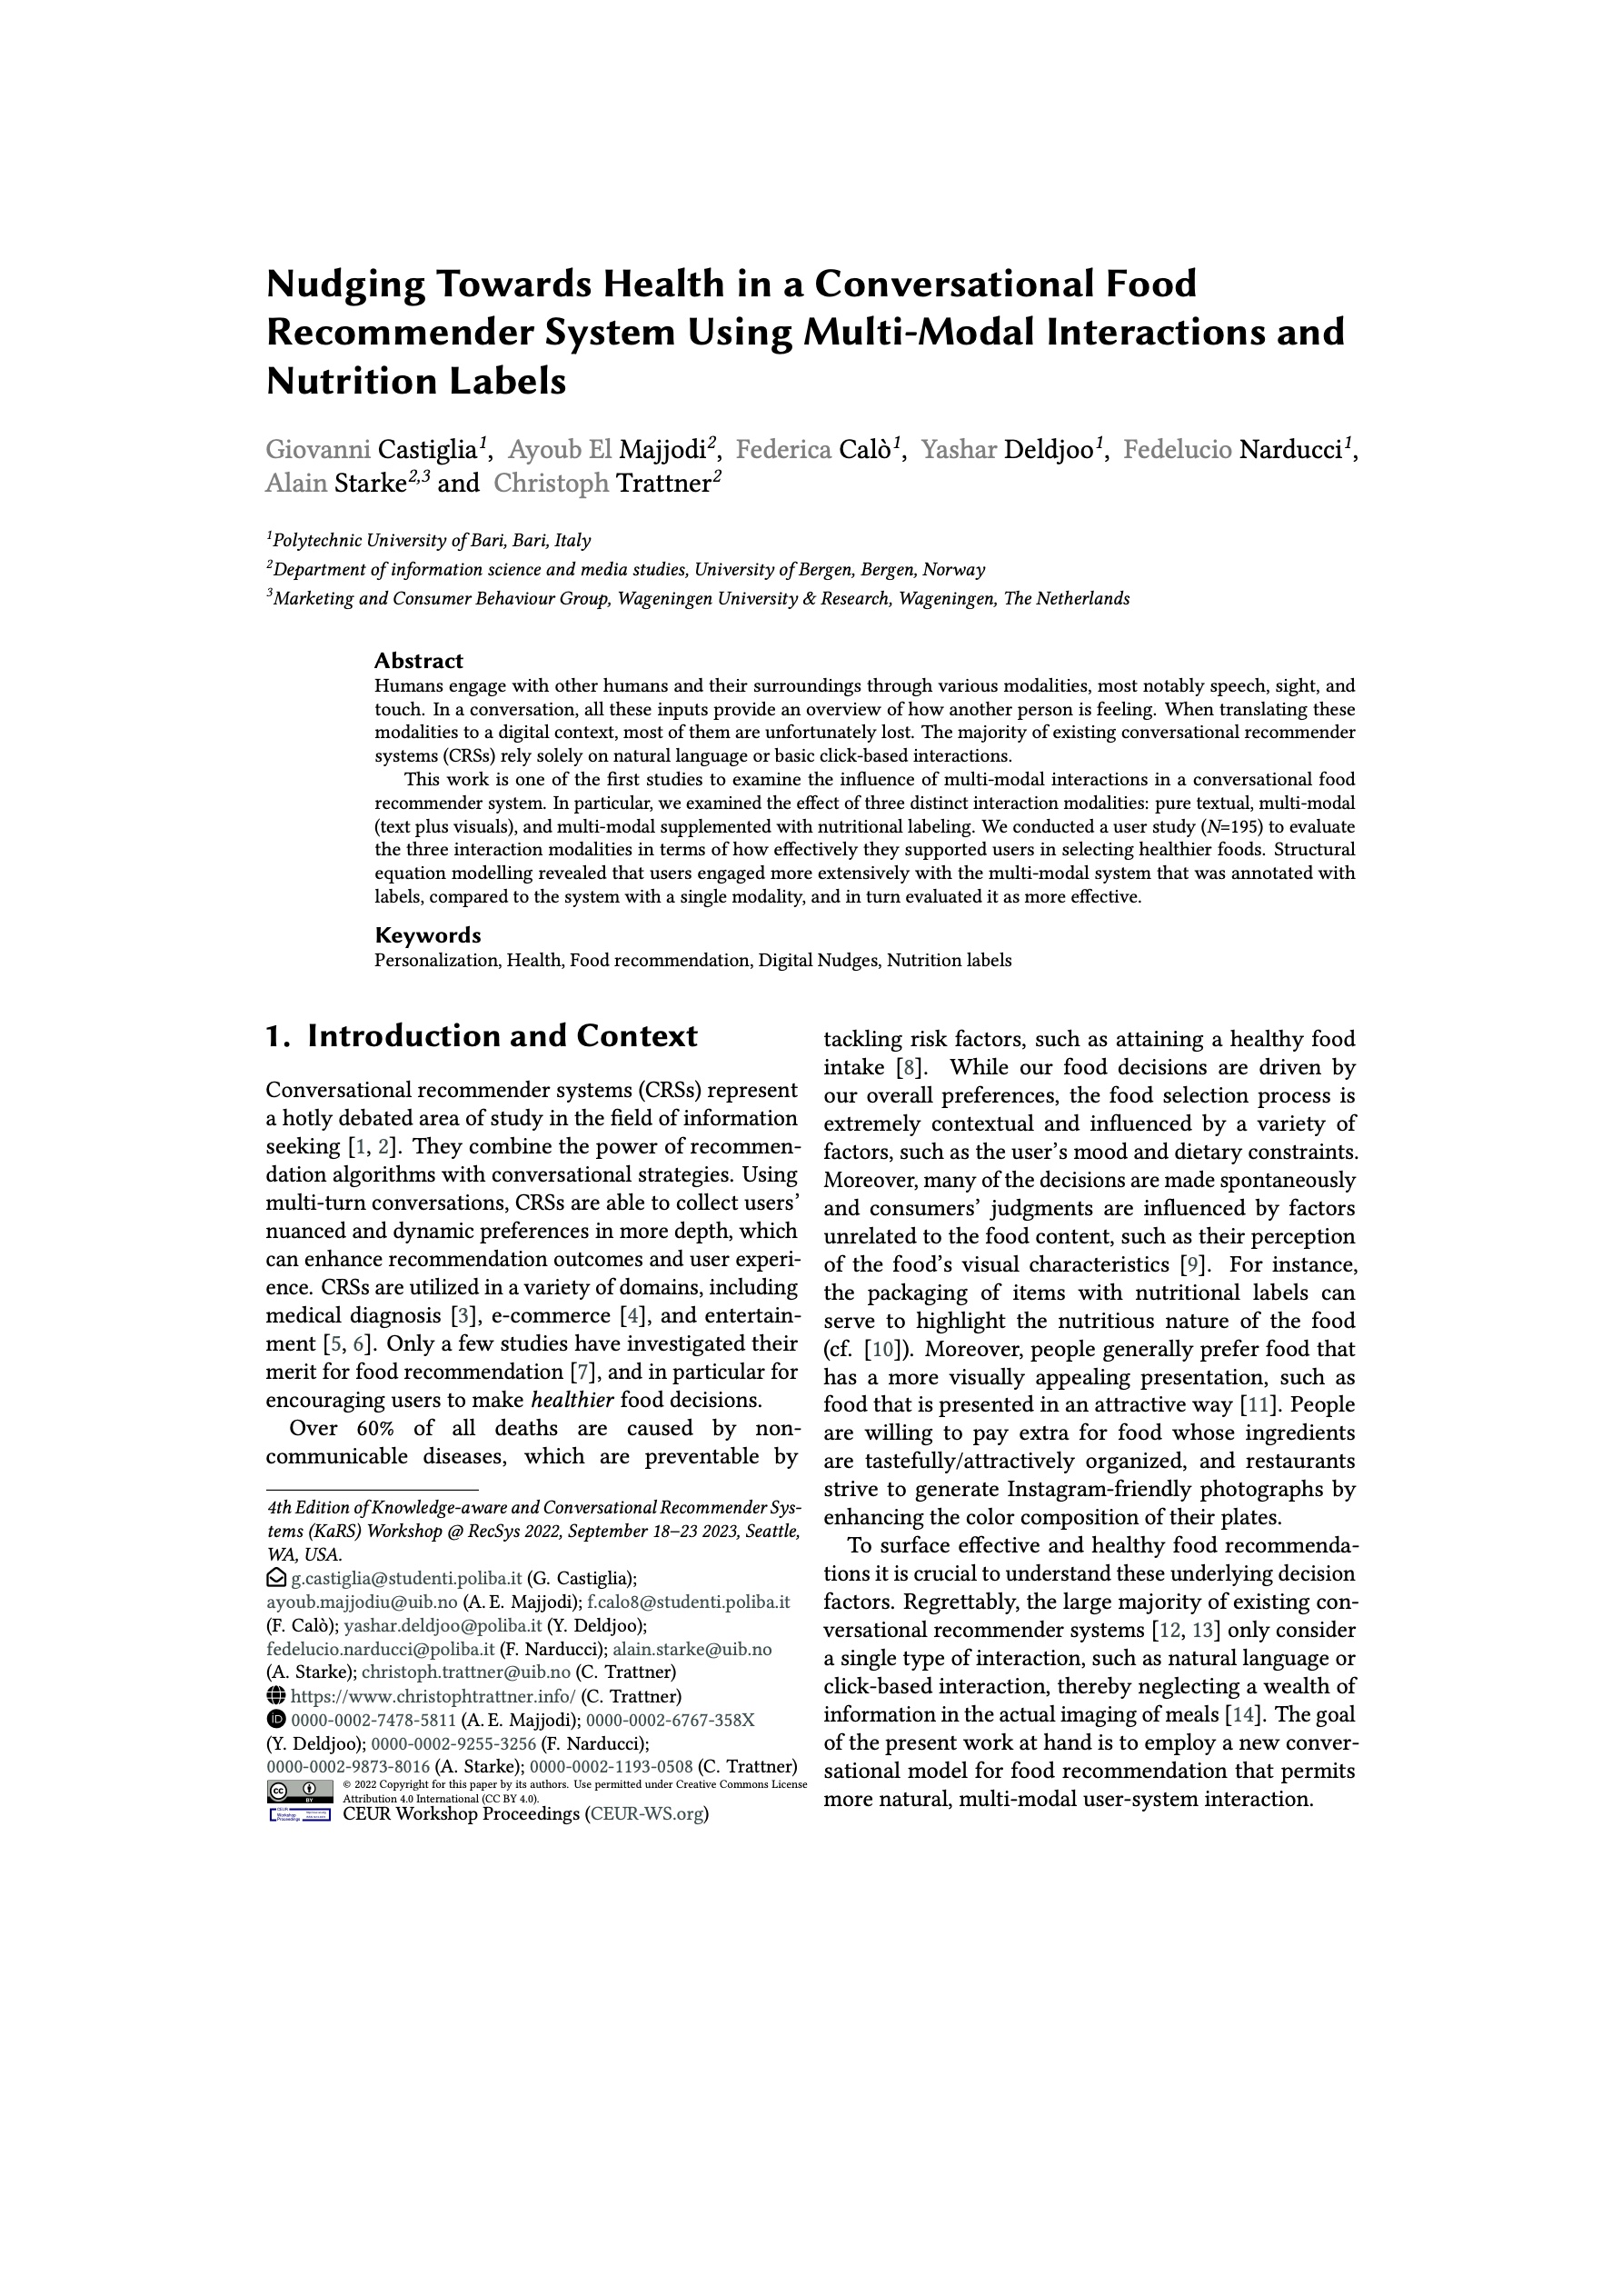 Nudging Towards Health in a Conversational Food
Recommender System Using Multi-Modal Interactions and
Nutrition Labels
Giovanni Castiglia1, Ayoub El Majjodi2, Federica Calò1, Yashar Deldjoo1, Fedelucio Narducci1,
Alain Starke2,3 and Christoph Trattner2
1Polytechnic University of Bari, Bari, Italy
2Department of information science and media studies, University of Bergen, Bergen, Norway
3Marketing and Consumer Behaviour Group, Wageningen University & Research, Wageningen, The Netherlands
Abstract
Humans engage with other humans and their surroundings through various modalities, most notably speech, sight, and
touch. In a conversation, all these inputs provide an overview of how another person is feeling. When translating these
modalities to a digital context, most of them are unfortunately lost. The majority of existing conversational recommender
systems (CRSs) rely solely on natural language or basic click-based interactions.
This work is one of the first studies to examine the influence of multi-modal interactions in a conversational food
recommender system. In particular, we examined the effect of three distinct interaction modalities: pure textual, multi-modal
(text plus visuals), and multi-modal supplemented with nutritional labeling. We conducted a user study (N=195) to evaluate
the three interaction modalities in terms of how effectively they supported users in selecting healthier foods. Structural
equation modelling revealed that users engaged more extensively with the multi-modal system that was annotated with
labels, compared to the system with a single modality, and in turn evaluated it as more effective.
Keywords
Personalization, Health, Food recommendation, Digital Nudges, Nutrition labels
1. Introduction and Context
Conversational recommender systems (CRSs) represent
a hotly debated area of study in the field of information
seeking [1, 2]. They combine the power of recommen-
dation algorithms with conversational strategies. Using
multi-turn conversations, CRSs are able to collect users’
nuanced and dynamic preferences in more depth, which
can enhance recommendation outcomes and user experi-
ence. CRSs are utilized in a variety of domains, including
medical diagnosis [3], e-commerce [4], and entertain-
ment [5, 6]. Only a few studies have investigated their
merit for food recommendation [7], and in particular for
encouraging users to make healthier food decisions.
Over 60% of all deaths are caused by non-
communicable diseases, which are preventable by
4th Edition of Knowledge-aware and Conversational Recommender Sys-
tems (KaRS) Workshop @ RecSys 2022, September 18–23 2023, Seattle,
WA, USA.
g.castiglia@studenti.poliba.it (G. Castiglia);
ayoub.majjodiu@uib.no (A. E. Majjodi); f.calo8@studenti.poliba.it
(F. Calò); yashar.deldjoo@poliba.it (Y. Deldjoo);
fedelucio.narducci@poliba.it (F. Narducci); alain.starke@uib.no
(A. Starke); christoph.trattner@uib.no (C. Trattner)
https://www.christophtrattner.info/ (C. Trattner)
iD 0000-0002-7478-5811 (A. E. Majjodi); 0000-0002-6767-358X
(Y. Deldjoo); 0000-0002-9255-3256 (F. Narducci);
0000-0002-9873-8016 (A. Starke); 0000-0002-1193-0508 (C. Trattner)
cc BY © 2022 Copyright for this paper by its authors. Use permitted under Creative Commons License
Attribution 4.0 International (CC BY 4.0).
CEUR Workshop Proceedings (CEUR-WS.org)
tackling risk factors, such as attaining a healthy food
intake [8]. While our food decisions are driven by
our overall preferences, the food selection process is
extremely contextual and influenced by a variety of
factors, such as the user’s mood and dietary constraints.
Moreover, many of the decisions are made spontaneously
and consumers’ judgments are influenced by factors
unrelated to the food content, such as their perception
of the food’s visual characteristics [9]. For instance,
the packaging of items with nutritional labels can
serve to highlight the nutritious nature of the food
(cf. [10]). Moreover, people generally prefer food that
has a more visually appealing presentation, such as
food that is presented in an attractive way [11]. People
are willing to pay extra for food whose ingredients
are tastefully/attractively organized, and restaurants
strive to generate Instagram-friendly photographs by
enhancing the color composition of their plates.
To surface effective and healthy food recommenda-
tions it is crucial to understand these underlying decision
factors. Regrettably, the large majority of existing con-
versational recommender systems [12, 13] only consider
a single type of interaction, such as natural language or
click-based interaction, thereby neglecting a wealth of
information in the actual imaging of meals [14]. The goal
of the present work at hand is to employ a new conver-
sational model for food recommendation that permits
more natural, multi-modal user-system interaction.